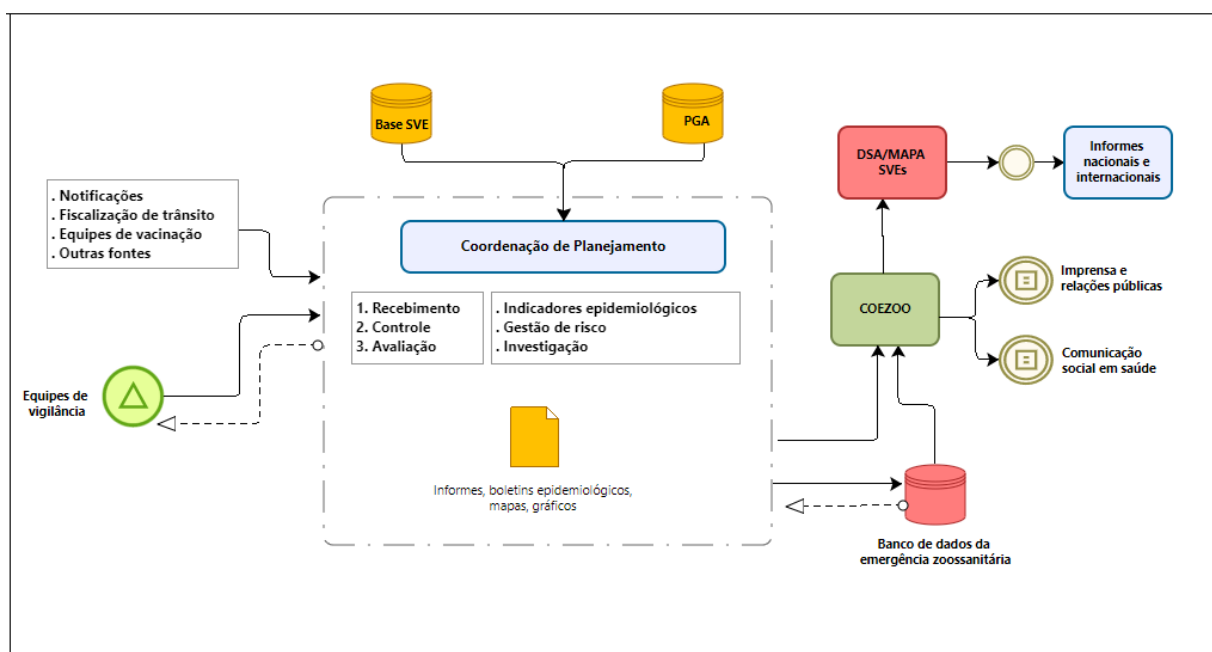 Base SVE
PGA
DSA/MAPA
SVEs
Informes
nacionais e
internacionais
. Notificações
. Fiscalização de trânsito
. Equipes de vacinação
. Outras fontes
Coordenação de Planejamento
1. Recebimento
2. Controle
3. Avaliação
. Indicadores epidemiológicos
. Gestão de risco
. Investigação
COEZOO
Imprensa e
relações públicas
Comunicação
social em saúde
Equipes de
vigilância
Informes, boletins epidemiológicos,
mapas, gráficos
Banco de dados da
emergência zoossanitária